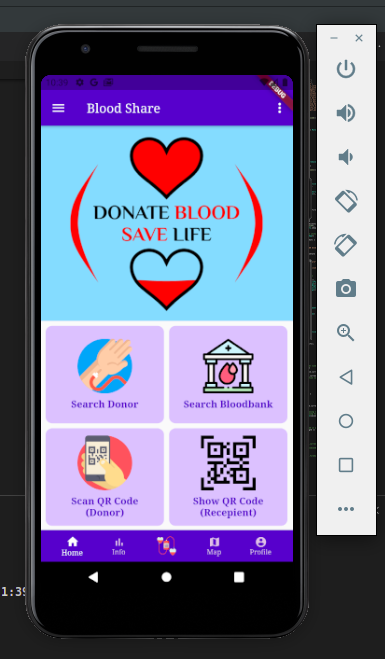 DEBUG
Blood Share
DONATE BLOOD
SAVE LIFE
Search Donor
Search Bloodbank
Scan QR Code
(Donor)
Show QR Code
(Recepient)
Home
Info
Map
Profile
1:39